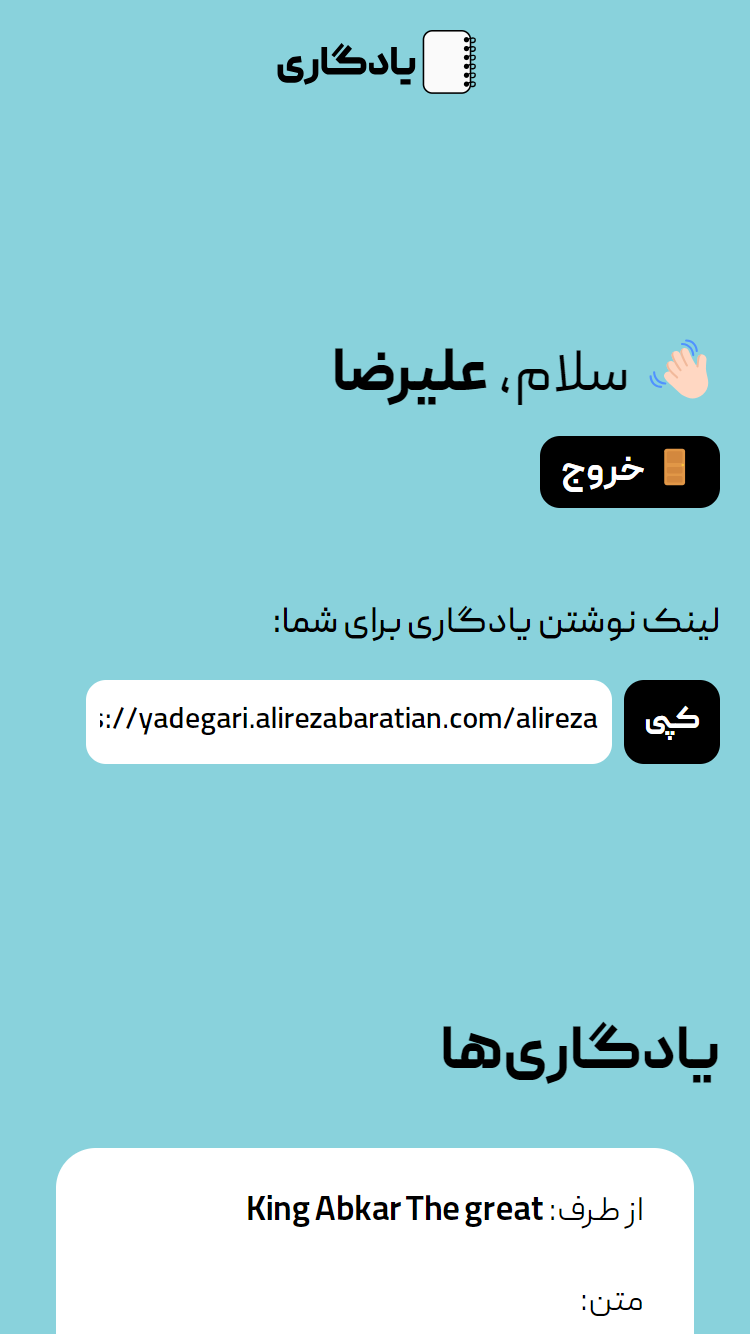 یادگاری
سلام، علیرضا
خروج
لینک نوشتن یادگاری برای شما:
کپی
s://yadegari.alirezabaratian.com/alireza
یادگاری‌ها
از طرف: King Abkar The great
متن: